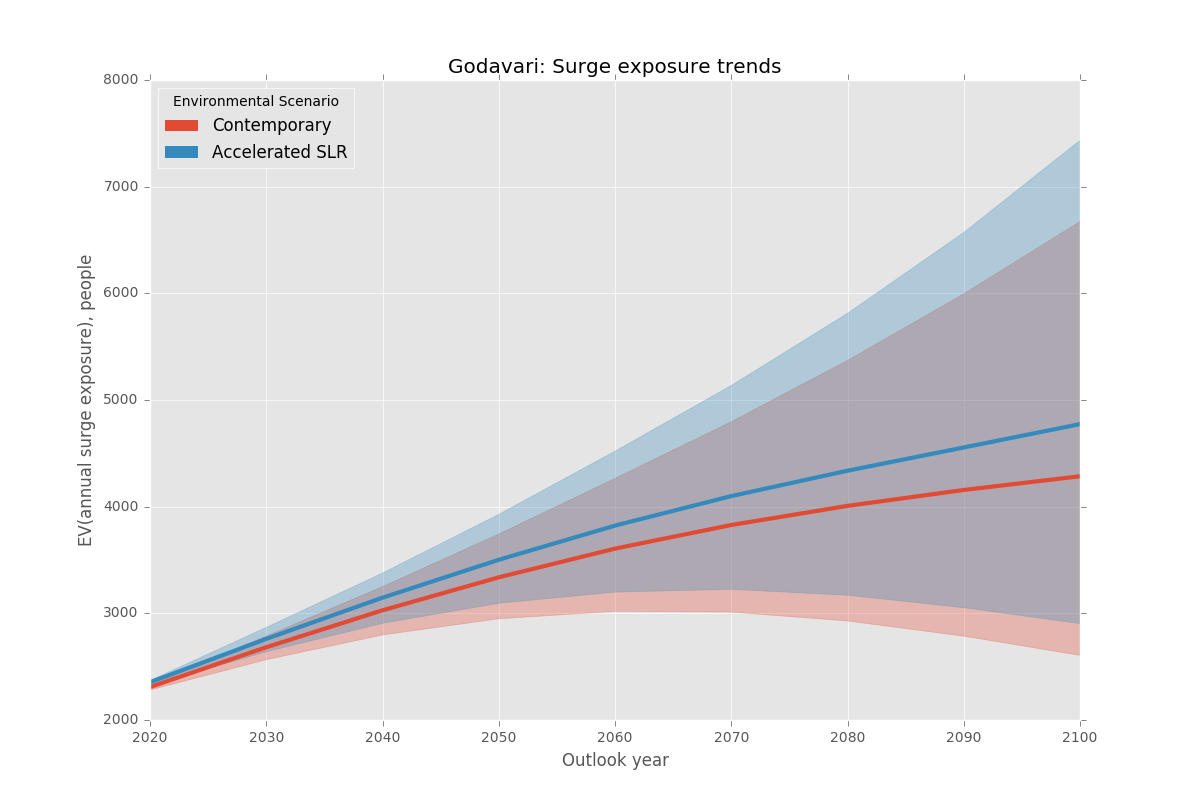 Godavari: Surge exposure trends
Environmental Scenario
Contemporary
Accelerated SLR
EV(annual surge exposure), people
8000
7000
6000
5000
4000
3000
2000
2020 2030 2040 2050 2060 2070 2080 2090 2100
Outlook year